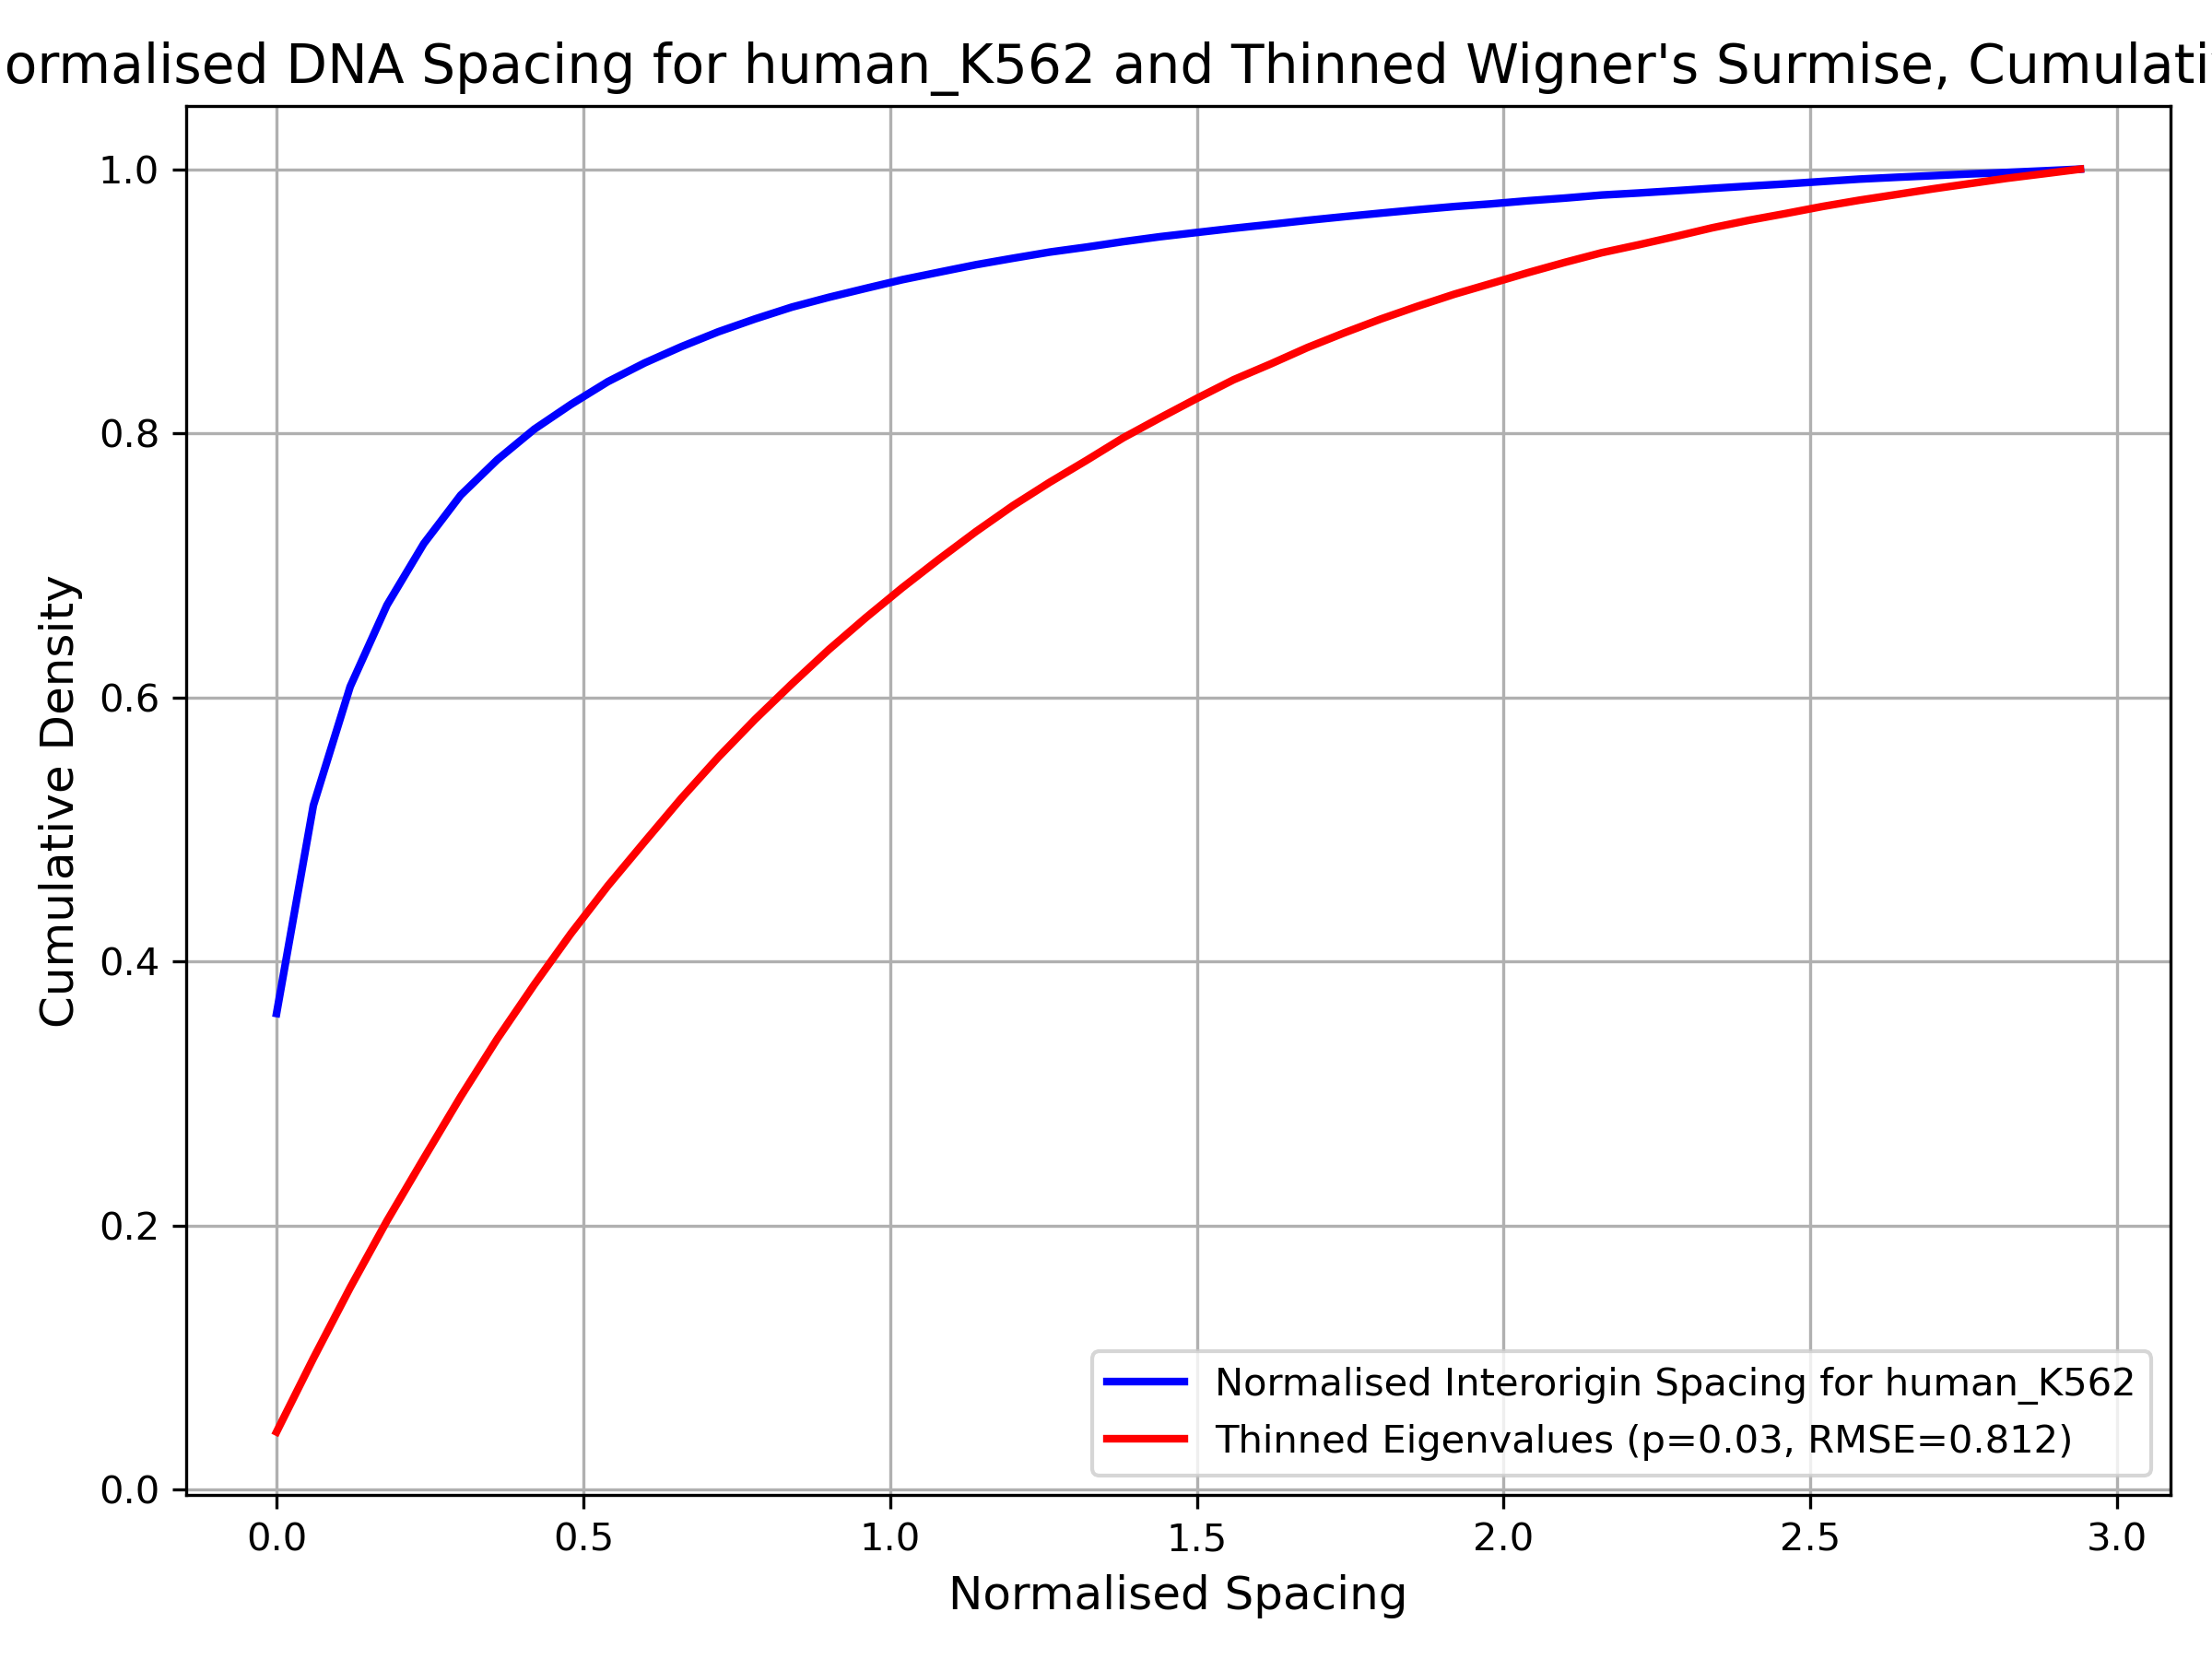 ormalised DNA Spacing for human_K562 and Thinned Wigner's Surmise, Cumulati
Cumulative Density
1.0
0.8
0.6
0.4
0.2
0.0
Normalised Interorigin Spacing for human_K562
Thinned Eigenvalues (p=0.03, RMSE=0.812)
0.0 0.5 1.0 1.5 2.0 2.5 3.0
Normalised Spacing